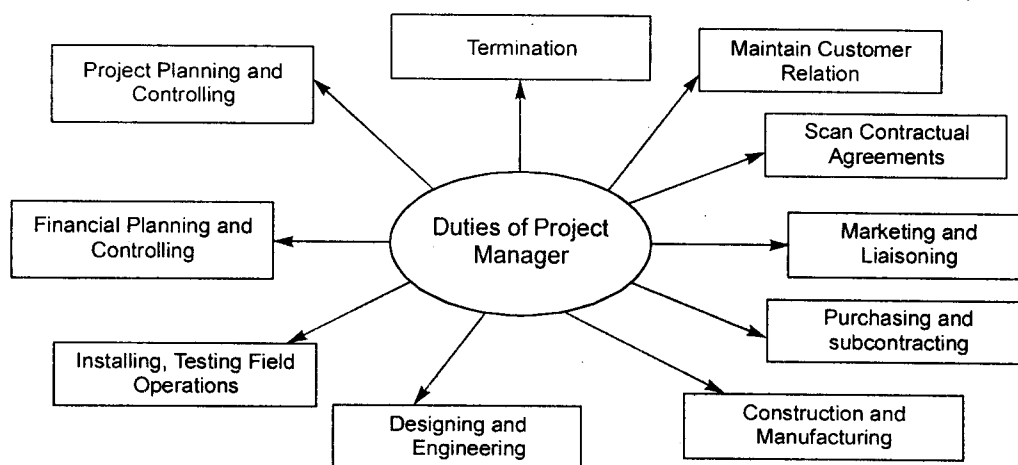 Termination
Maintain Customer
Relation
Project Planning and
Controlling
Scan Contractual
Agreements
Financial Planning and
Controlling
Duties of Project
Manager
Marketing and
Liaisoning
Purchasing and
subcontracting
Installing, Testing Field
Operations
Designing and
Engineering
Construction and
Manufacturing